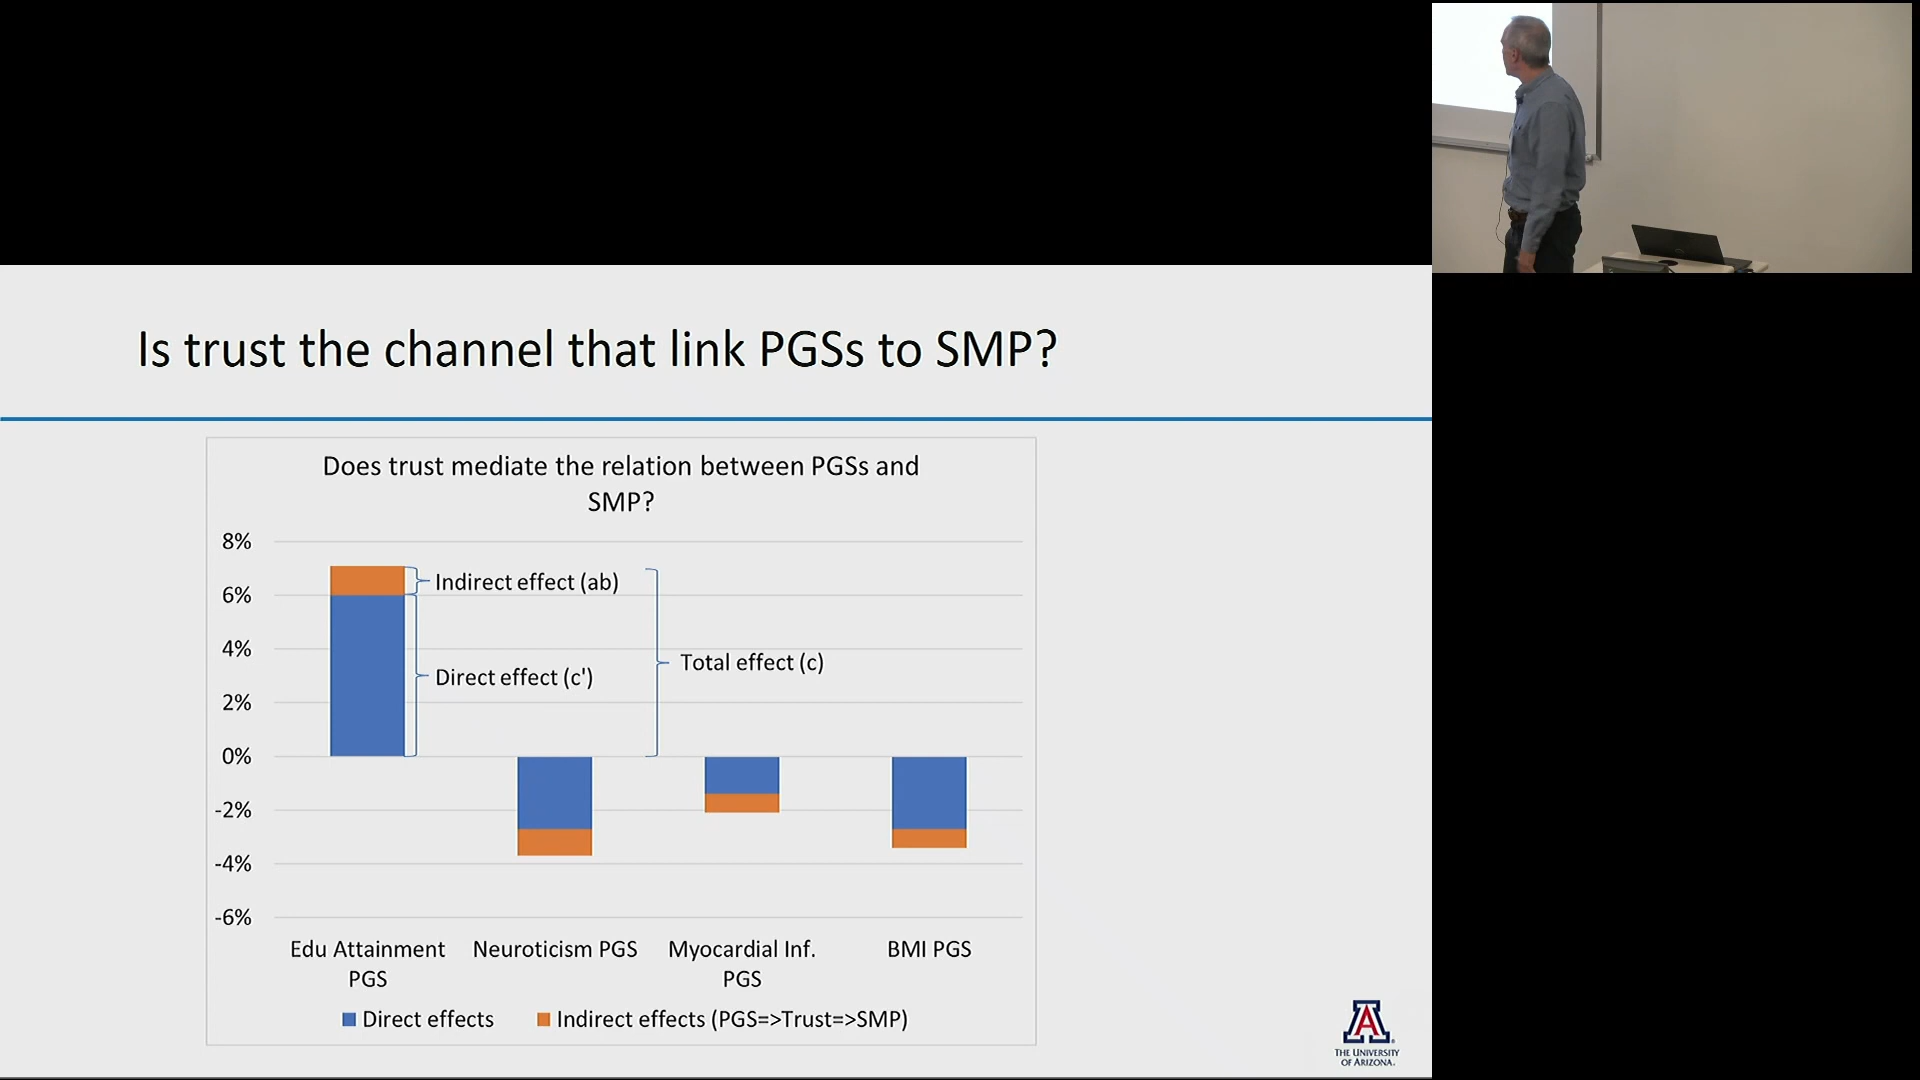 Is trust the channel that link PGSs to SMP?
Does trust mediate the relation between PGSs and
SMP?
8%
6%
4%
2%
0%
-2%
-4%
-6%
Indirect effect (ab)
Direct effect (c')
Total effect (c)
Edu Attainment
PGS
Neuroticism PGS
Myocardial Inf.
PGS
BMI PGS
Direct effects
Indirect effects (PGS=>Trust=>SMP)
A
THE UNIVERSITY
OF ARIZONA.